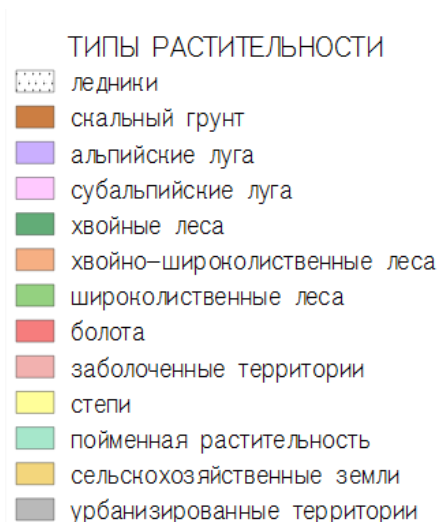 ТИПЫ РАСТИТЕЛЬНОСТИ
ледники
скальный грунт
альпийские луга
субальпийские луга
хвойные леса
хвойно-широколиственные леса
широколиственные леса
болота
заболоченные территории
степи
пойменная растительность
сельскохозяйственные земли
урбанизированные территории